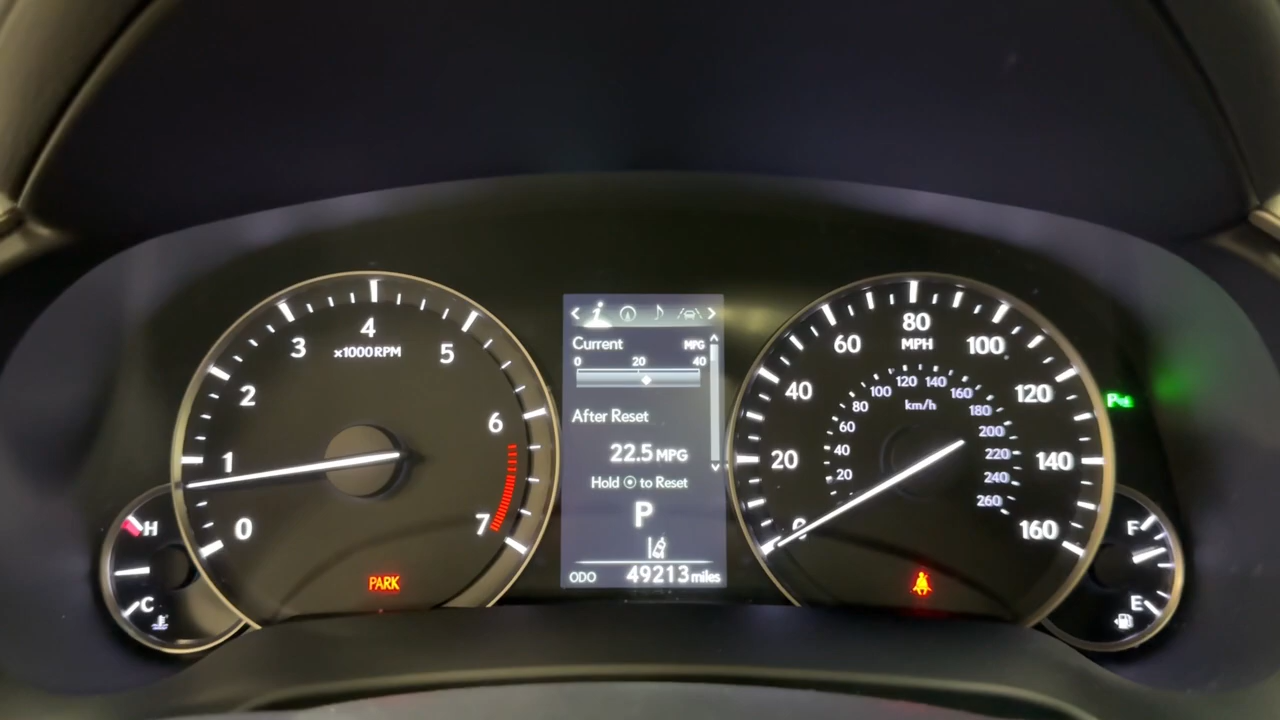 0
1
2
3
4
5
6
7
x1000RPM
PARK
H
C
Current MPG
0 20 40
After Reset
22.5 MPG
Hold to Reset
P
ODO 49213 miles
0
20
40
60
80
100
120
140
160
MPH
20
40
60
80
100
120
140
160
180
200
220
240
260
km/h
F
E